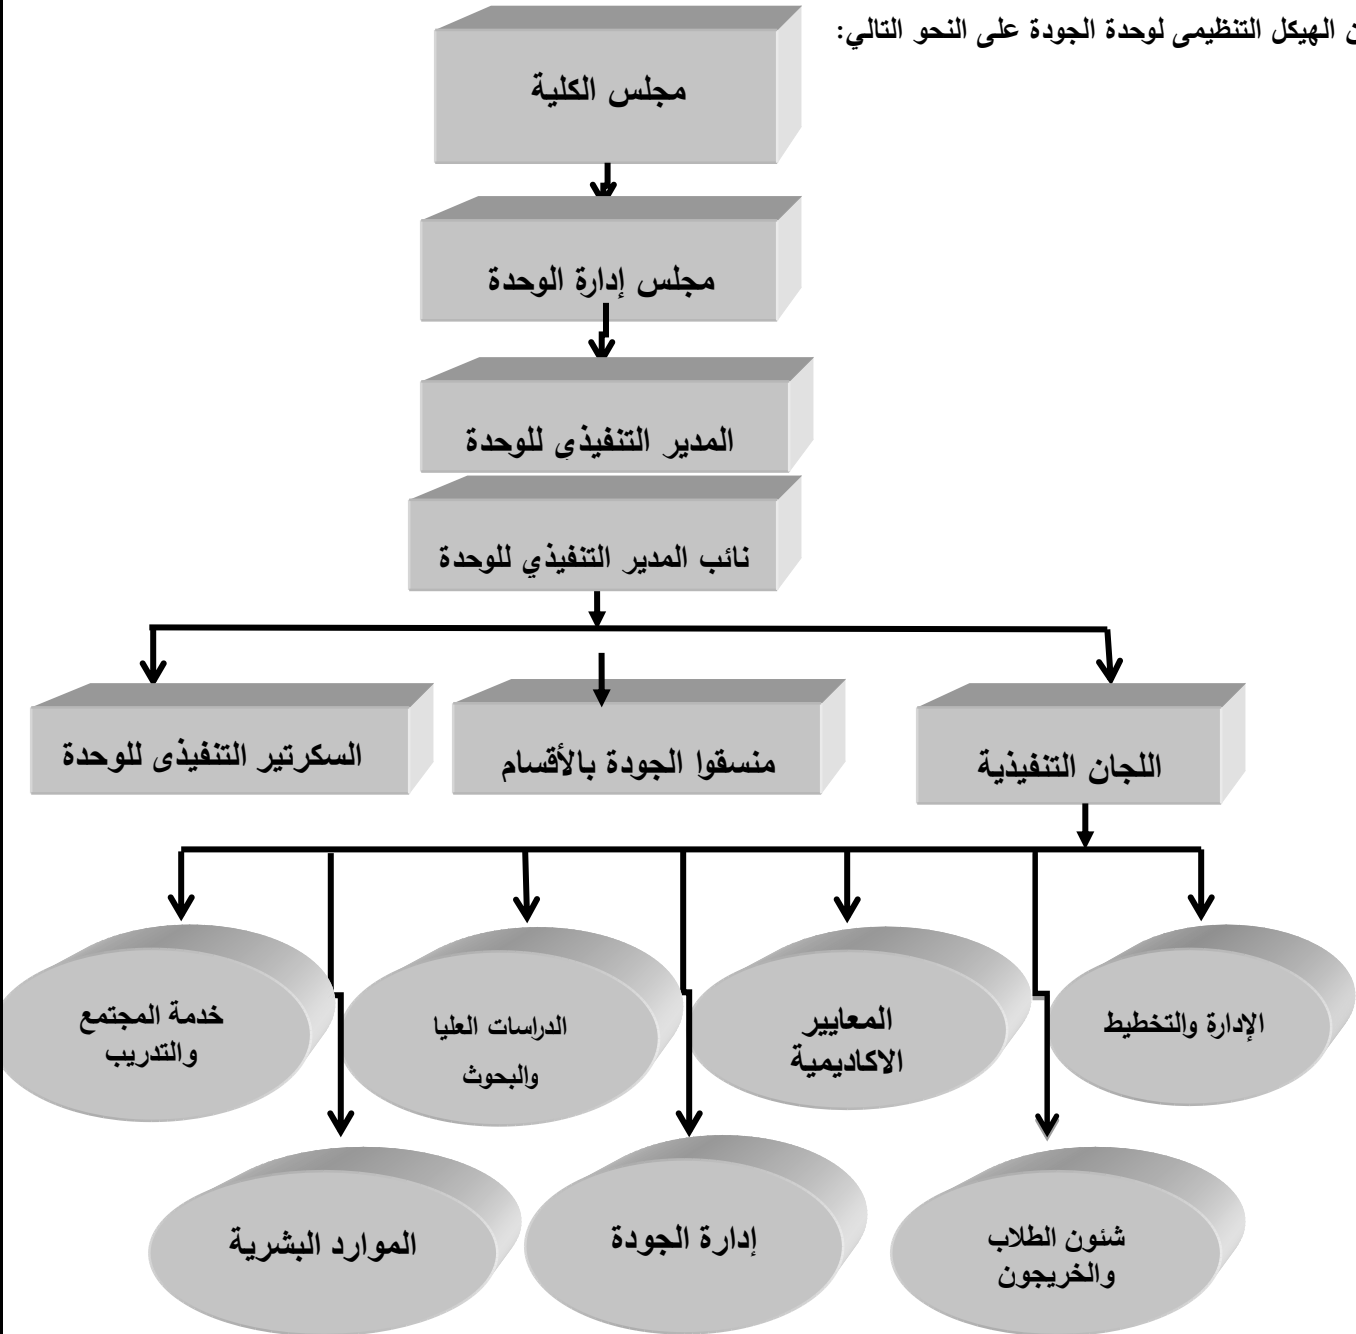 ن الهيكل التنظيمى لوحدة الجودة على النحو التالي:
مجلس الكلية
مجلس إدارة الوحدة
المدير التنفيذي للوحدة
نائب المدير التنفيذي للوحدة
اللجان التنفيذية
منسقوا الجودة بالأقسام
السكرتير التنفيذى للوحدة
الإدارة والتخطيط
المعايير
الاكاديمية
الدراسات العليا
والبحوث
خدمة المجتمع
والتدريب
شئون الطلاب
والخريجون
إدارة الجودة
الموارد البشرية